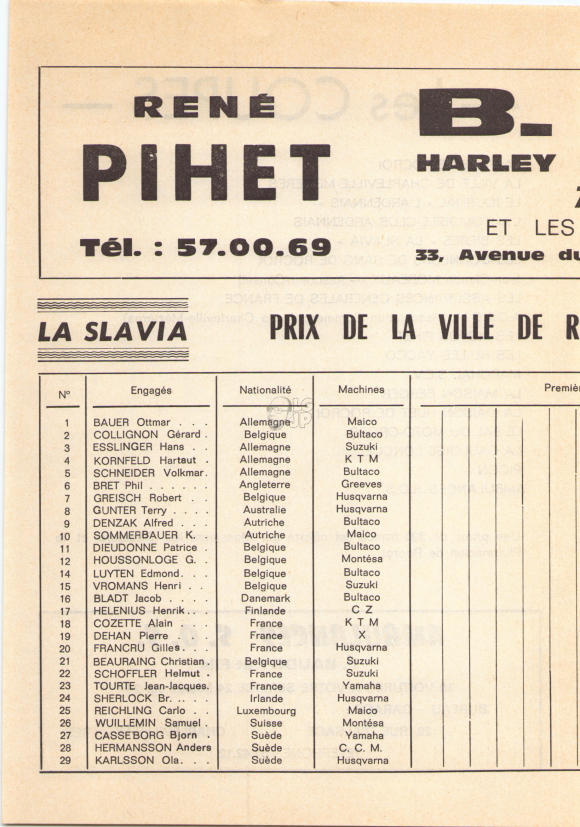 RENÉ
PIHET
Tél. : 57.00.69
B.
HARLEY
ET LES
33, Avenue du
LA SLAVIA
PRIX DE LA VILLE DE R
Nº Engagés Nationalité Machines Premiè
1 BAUER Ottmar . . . Allemagne Maico
2 COLLIGNON Gérard . Belgique Bultaco
3 ESSLINGER Hans . . Allemagne Suzuki
4 KORNFELD Hartaut . Allemagne K T M
5 SCHNEIDER Volkmar. Allemagne Bultaco
6 BRET Phil . . . . . . Angleterre Greeves
7 GREISCH Robert . . Belgique Husqvarna
8 GUNTER Terry . . . . Australie Husqvarna
9 DENZAK Alfred . . . Autriche Bultaco
10 SOMMERBAUER K. Autriche Maico
11 DIEUDONNE Patrice . Belgique Bultaco
12 HOUSSONLOGE G. . Belgique Montésa
14 LUYTEN Edmond. . . Belgique Bultaco
15 VROMANS Henri . . Belgique Suzuki
16 BLADT Jacob . . . . Danemark Bultaco
17 HELENIUS Henrik. . . Finlande C Z
18 COZETTE Alain . . . France K T M
19 DEHAN Pierre . . . France X
20 FRANCRU Gilles. . . France Husqvarna
21 BEAURAING Christian. Belgique Suzuki
22 SCHOFFLER Helmut . France Suzuki
23 TOURTE Jean-Jacques. France Yamaha
24 SHERLOCK Br. . . . Irlande Husqvarna
25 REICHLING Carlo . . Luxembourg Maico
26 WUILLEMIN Samuel . Suisse Montésa
27 CASSEBORG Bjorn . Suède Yamaha
28 HERMANSSON Anders Suède C. C. M.
29 KARLSSON Ola. . . Suède Husqvarna